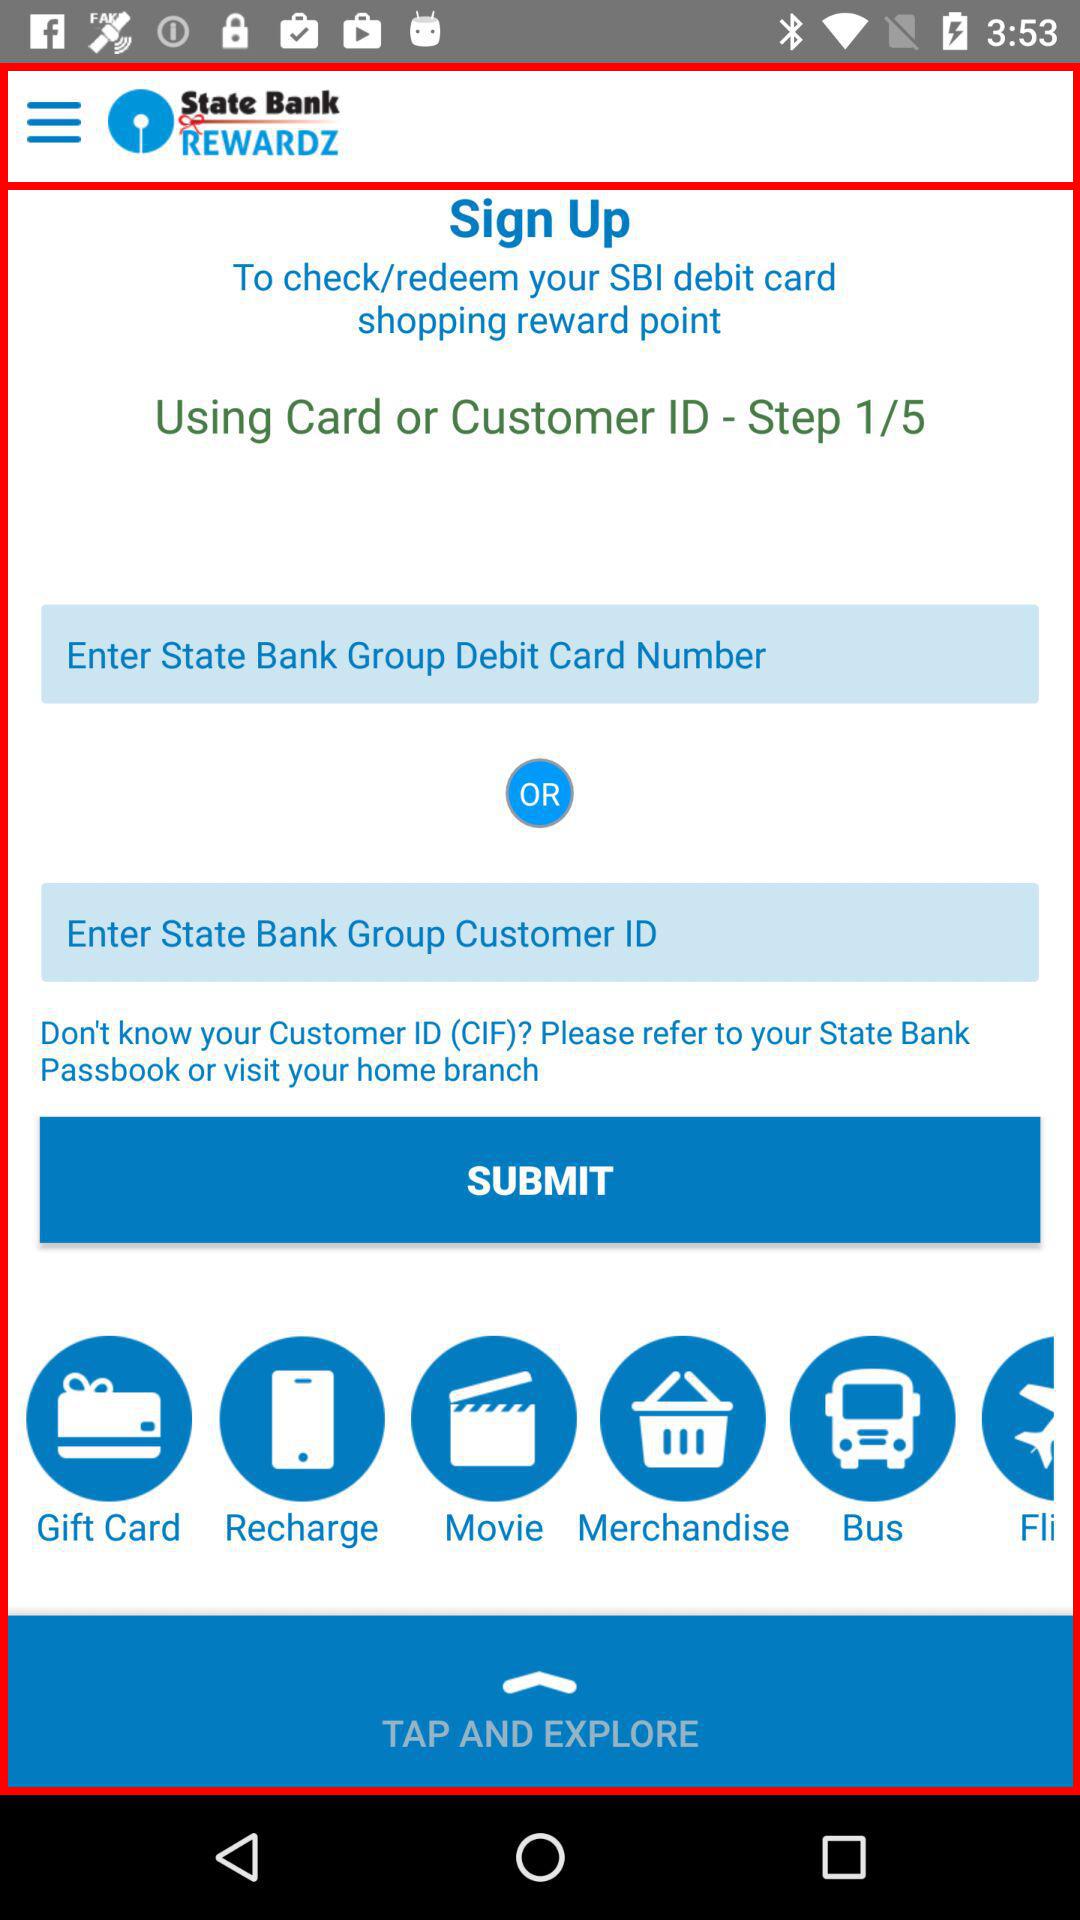 FAKE
3:53
State Bank
REWARDZ
Sign Up
To check/redeem your SBI debit card
shopping reward point
Using Card or Customer ID - Step 1/5
Enter State Bank Group Debit Card Number
OR
Enter State Bank Group Customer ID
Don't know your Customer ID (CIF)? Please refer to your State Bank
Passbook or visit your home branch
SUBMIT
Gift Card Recharge Movie Merchandise Bus Fli
TAP AND EXPLORE